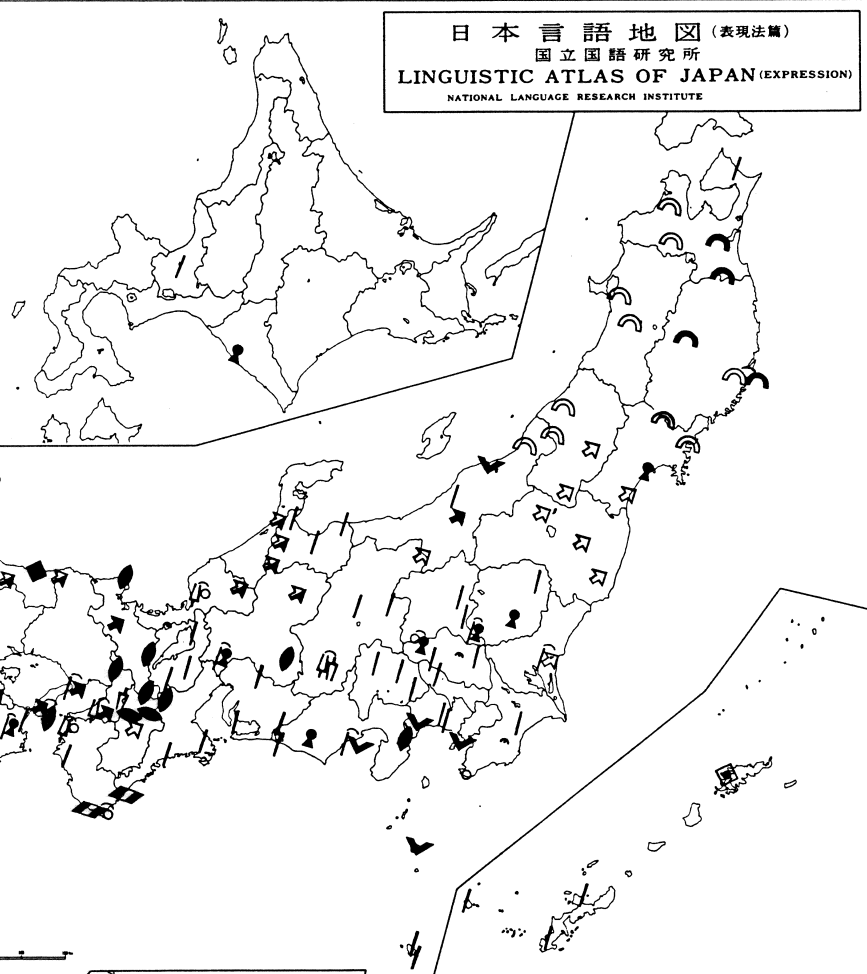 日本言語地図(表現法篇)
国立国語研究所
LINGUISTIC ATLAS OF JAPAN (EXPRESSION)
NATIONAL LANGUAGE RESEARCH INSTITUTE